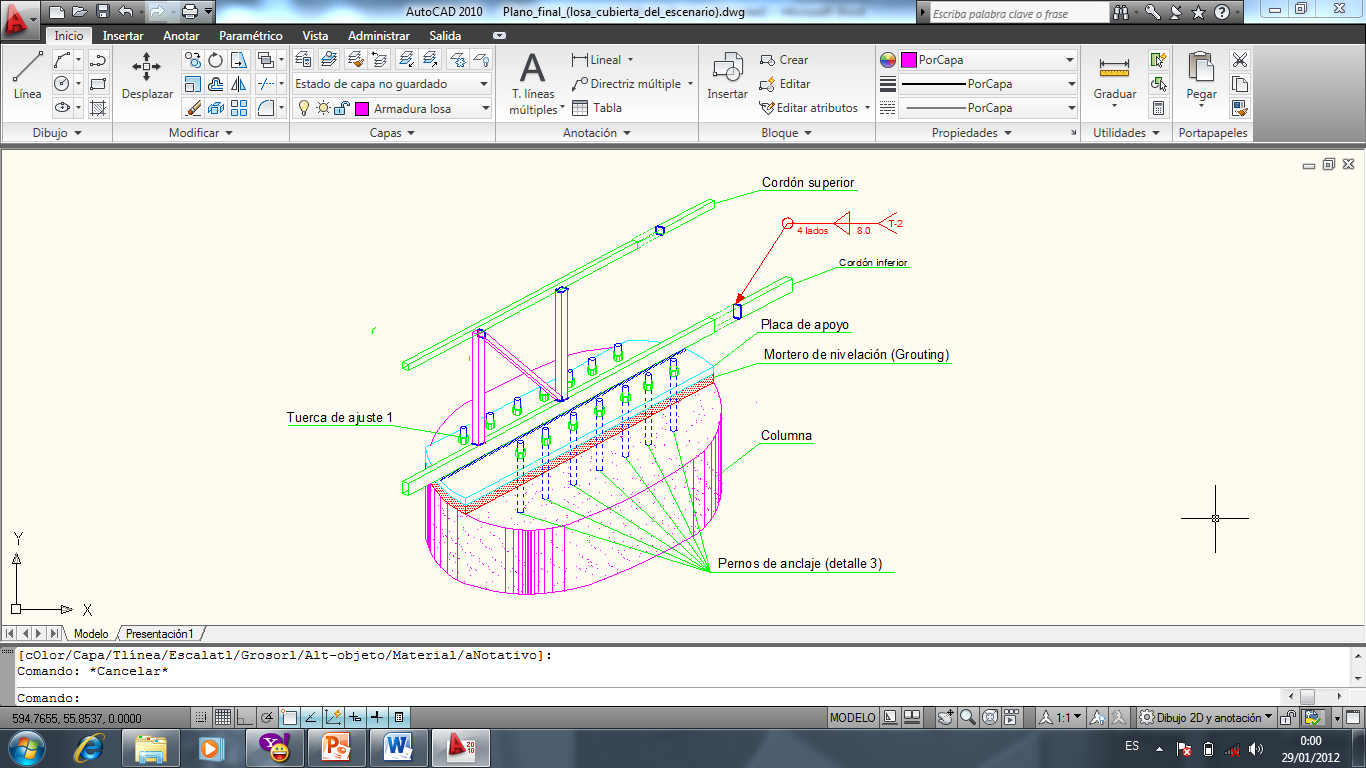 AutoCAD 2010 Plano_final_(losa_cubierta_del_escenario).dwg
Escriba palabra clave o frase
Inicio Insertar Anotar Paramétrico Vista Administrar Salida
Línea
Desplazar
Estado de capa no guardado
Armadura losa
T. líneas
múltiples
Lineal
Directriz múltiple
Tabla
Insertar
Crear
Editar
Editar atributos
PorCapa
PorCapa
PorCapa
Graduar
Pegar
Dibujo Modificar Capas Anotación Bloque Propiedades Utilidades Portapapeles
Cordón superior
4 lados 8.0 T-2
Cordón inferior
Placa de apoyo
Mortero de nivelación (Grouting)
Tuerca de ajuste 1
Columna
Pernos de anclaje (detalle 3)
Y
X
Modelo Presentación1
[cOlor/Capa/Tlínea/Escalatl/Grosorl/Alt-objeto/Material/aNotativo]:
Comando: *Cancelar*
Comando:
594.7655, 55.8537, 0.0000
MODELO
1:1
Dibujo 2D y anotación
ES
0:00
29/01/2012